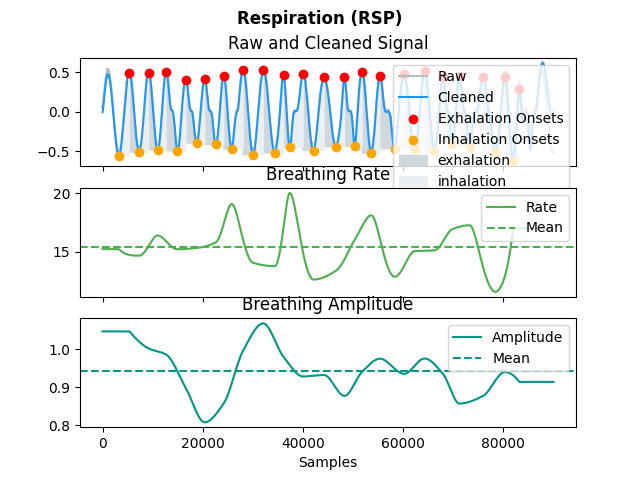 Respiration (RSP)
Raw and Cleaned Signal
0.5
0.0
−0.5
Raw
Cleaned
Exhalation Onsets
Inhalation Onsets
exhalation
inhalation
Breathing Rate
20
15
Rate
Mean
Breathing Amplitude
1.0
0.9
0.8
Amplitude
Mean
0
20000
40000
60000
80000
Samples